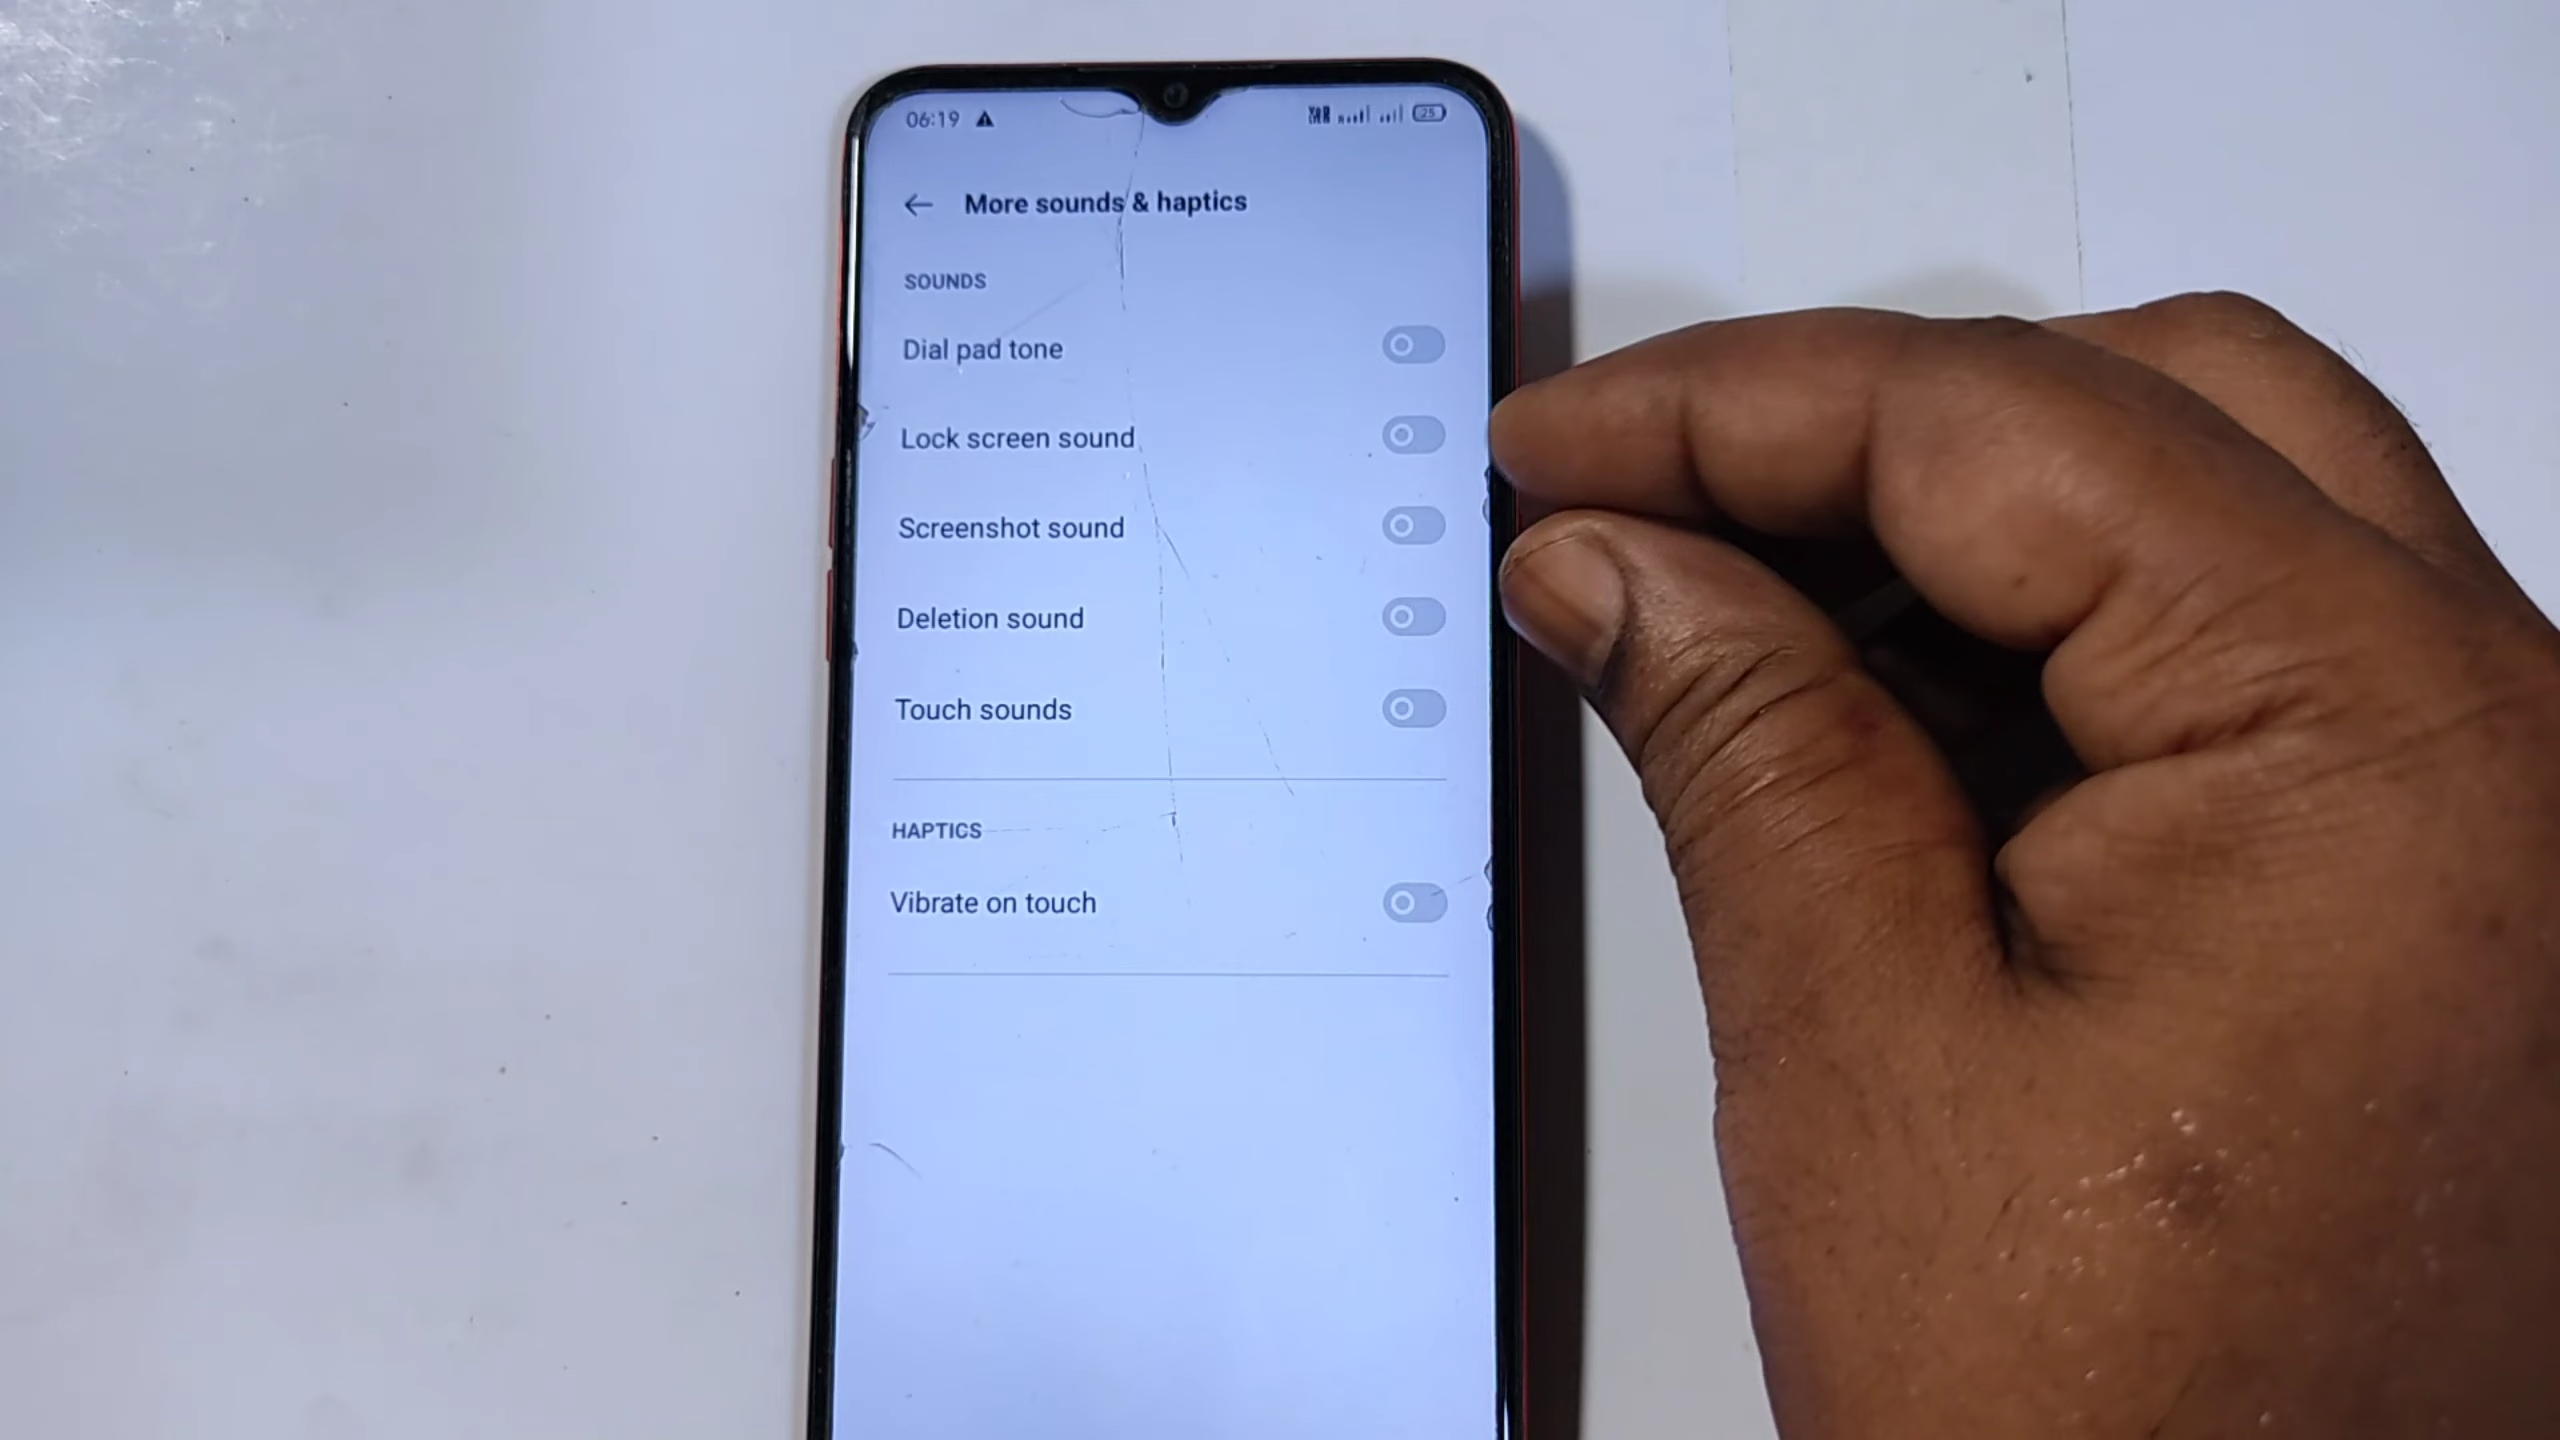 06:19
25
More sounds & haptics
SOUNDS
Dial pad tone
Lock screen sound
Screenshot sound
Deletion sound
Touch sounds
HAPTICS
Vibrate on touch